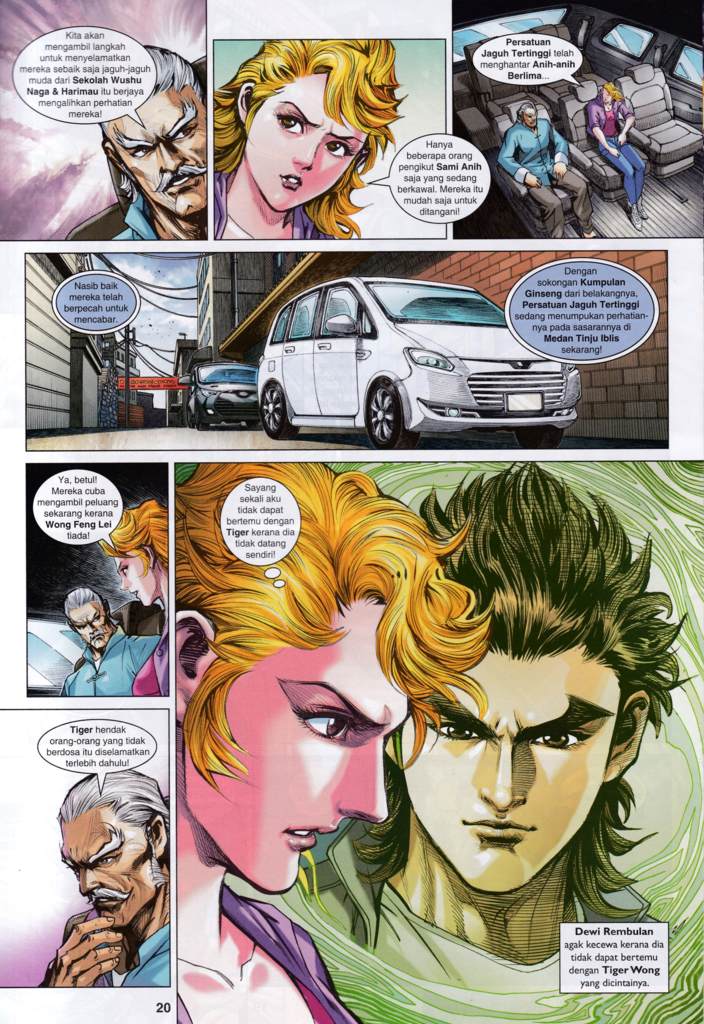 Kita akan
mengambil langkah
untuk menyelamatkan
mereka sebaik saja jaguh-jaguh
muda dari Sekolah Wushu
Naga & Harimau itu berjaya
mengalihkan perhatian
mereka!
Hanya
beberapa orang
pengikut Sami Anih
saja yang sedang
berkawal. Mereka itu
mudah saja untuk
ditangani!
Persatuan
Jaguh Tertinggi telah
menghantar Anih-anih
Berlima...
Nasib baik
mereka telah
berpecah untuk
mencabar.
Dengan
sokongan Kumpulan
Ginseng dari belakangnya,
Persatuan Jaguh Tertinggi
sedang menumpukan perhatian-
nya pada sasarannya di
Medan Tinju Iblis
sekarang!
Ya, betul!
Mereka cuba
mengambil peluang
sekarang kerana
Wong Feng Lei
tiada!
Sayang
sekali aku
tidak dapat
bertemu dengan
Tiger kerana dia
tidak datang
sendiri!
Tiger hendak
orang-orang yang tidak
berdosa itu diselamatkan
terlebih dahulu!
Dewi Rembulan
agak kecewa kerana dia
tidak dapat bertemu
dengan Tiger Wong
yang dicintainya.
20